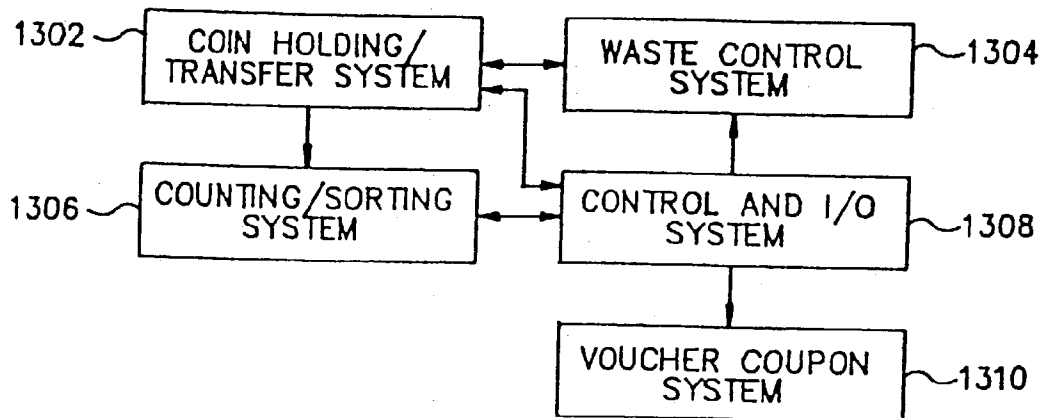 1302
COIN HOLDING/
TRANSFER SYSTEM
WASTE CONTROL
SYSTEM
1304
1306
COUNTING/SORTING
SYSTEM
CONTROL AND I/O
SYSTEM
1308
VOUCHER COUPON
SYSTEM
1310